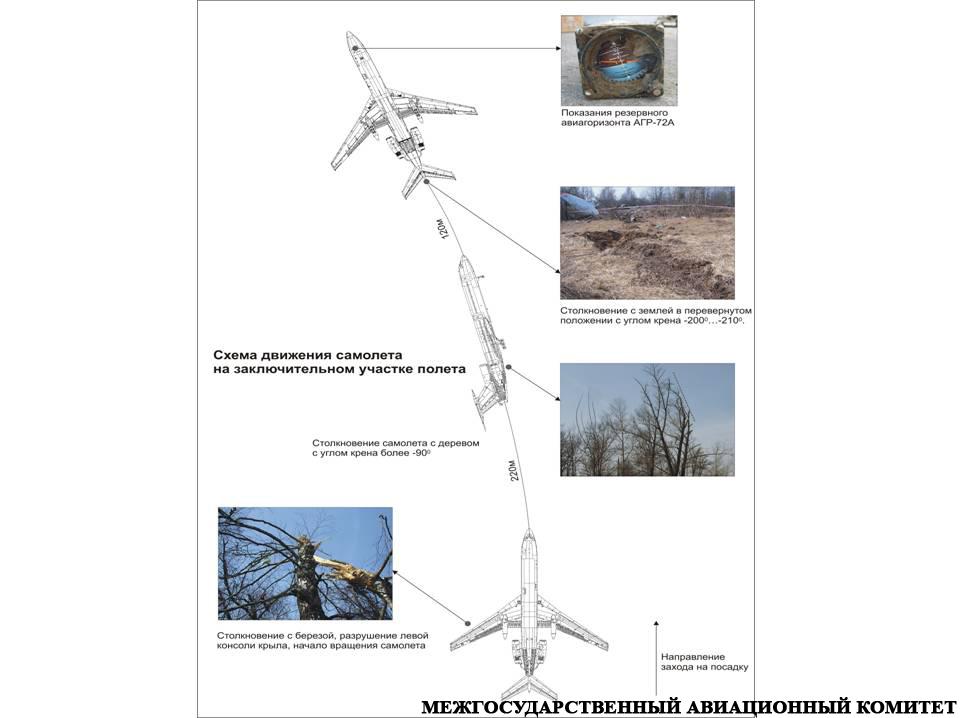 Показания резервного
авиагоризонта АГР-72А
120м
Столкновение с землей в перевернутом
положении с углом крена -200⁰...-210⁰.
Схема движения самолета
на заключительном участке полета
Столкновение самолета с деревом
с углом крена более -90⁰
220м
Столкновение с березой, разрушение левой
консоли крыла, начало вращения самолета
Направление
захода на посадку
МЕЖГОСУДАРСТВЕННЫЙ АВИАЦИОННЫЙ КОМИТЕТ